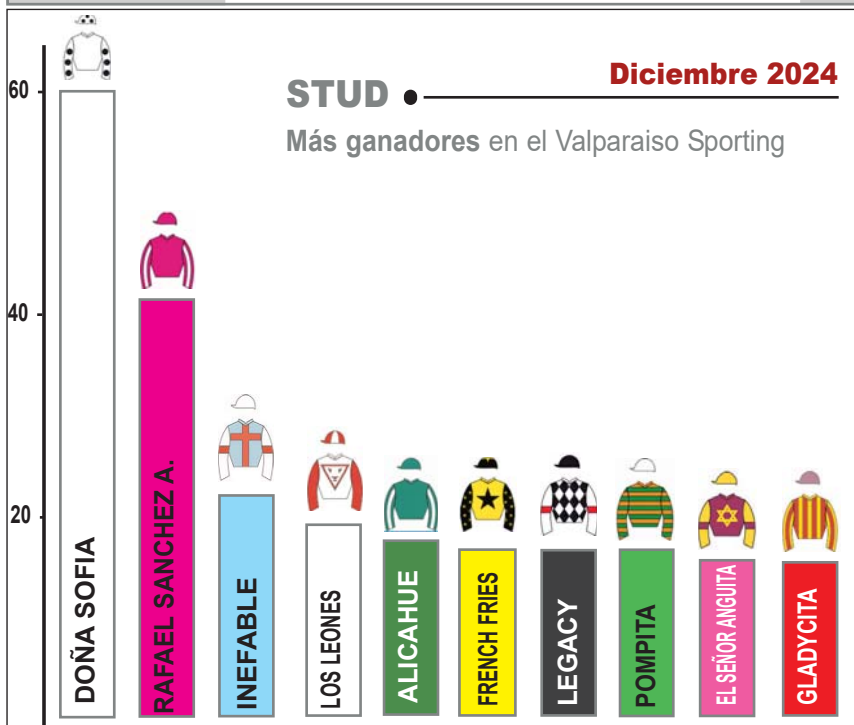 Diciembre 2024
STUD
Más ganadores en el Valparaiso Sporting
60
40
20
DOÑA SOFIA
RAFAEL SANCHEZ A.
INEFABLE
LOS LEONES
ALICAHUE
FRENCH FRIES
LEGACY
POMPITA
EL SEÑOR ANGUITA
GLADYCITA